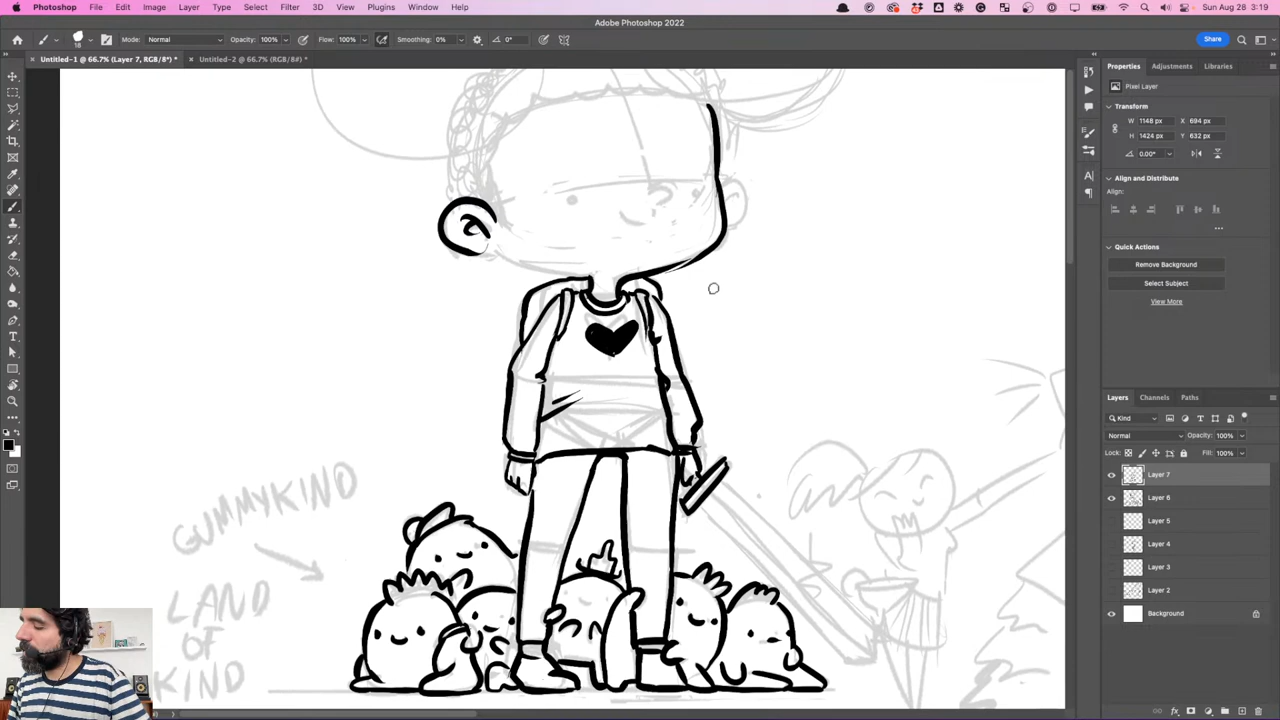 Photoshop File Edit Image Layer Type Select Filter 3D View Plugins Window Help Sun Aug 28 3:19
Adobe Photoshop 2022
18 Mode: Normal Opacity: 100% Flow: 100% Smoothing: 0% 0° Share
Untitled-1 @ 66.7% (Layer 7, RGB/8*) * Untitled-2 @ 66.7% (RGB/8#) *
Properties Adjustments Libraries
Pixel Layer
Transform
W 1148 px X 694 px
H 1424 px Y 632 px
0.00°
Align and Distribute
Align:
Quick Actions
Remove Background
Select Subject
View More
Layers Channels Paths
Kind
Normal Opacity: 100%
Lock: Fill: 100%
Layer 7
Layer 6
Layer 5
Layer 4
Layer 3
Layer 2
Background
GUMMYKIND
LAND
OF
KIND